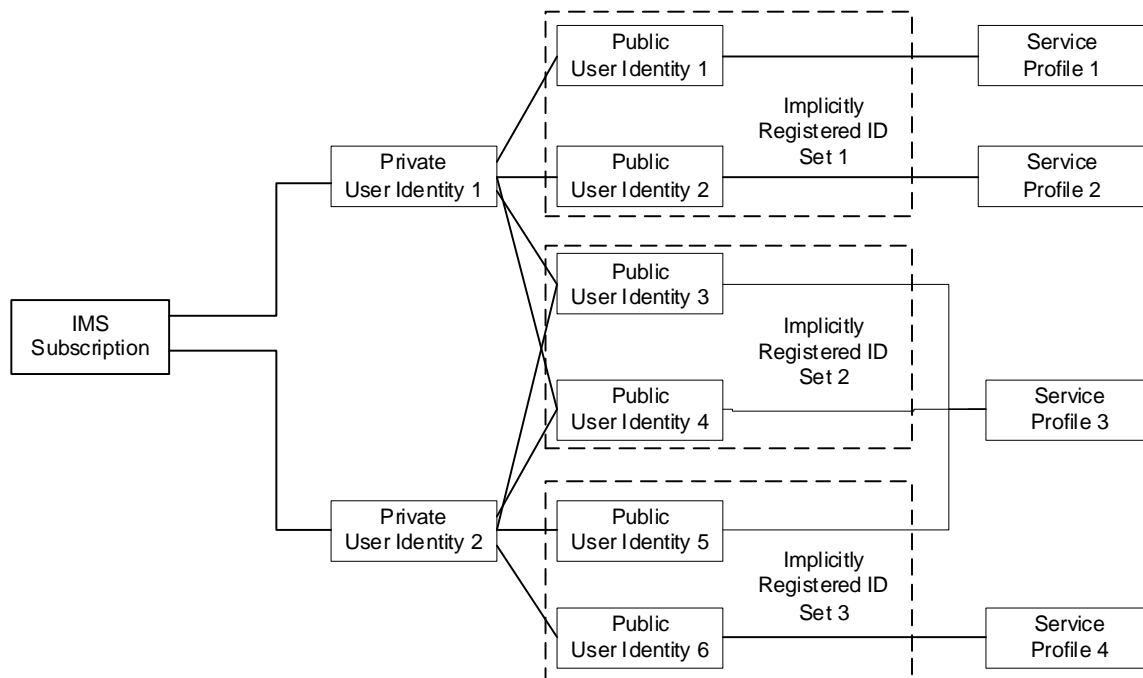 IMS
Subscription
Private
User Identity 1
Private
User Identity 2
Public
User Identity 1
Public
User Identity 2
Implicitly
Registered ID
Set 1
Public
User Identity 3
Public
User Identity 4
Implicitly
Registered ID
Set 2
Public
User Identity 5
Public
User Identity 6
Implicitly
Registered ID
Set 3
Service
Profile 1
Service
Profile 2
Service
Profile 3
Service
Profile 4